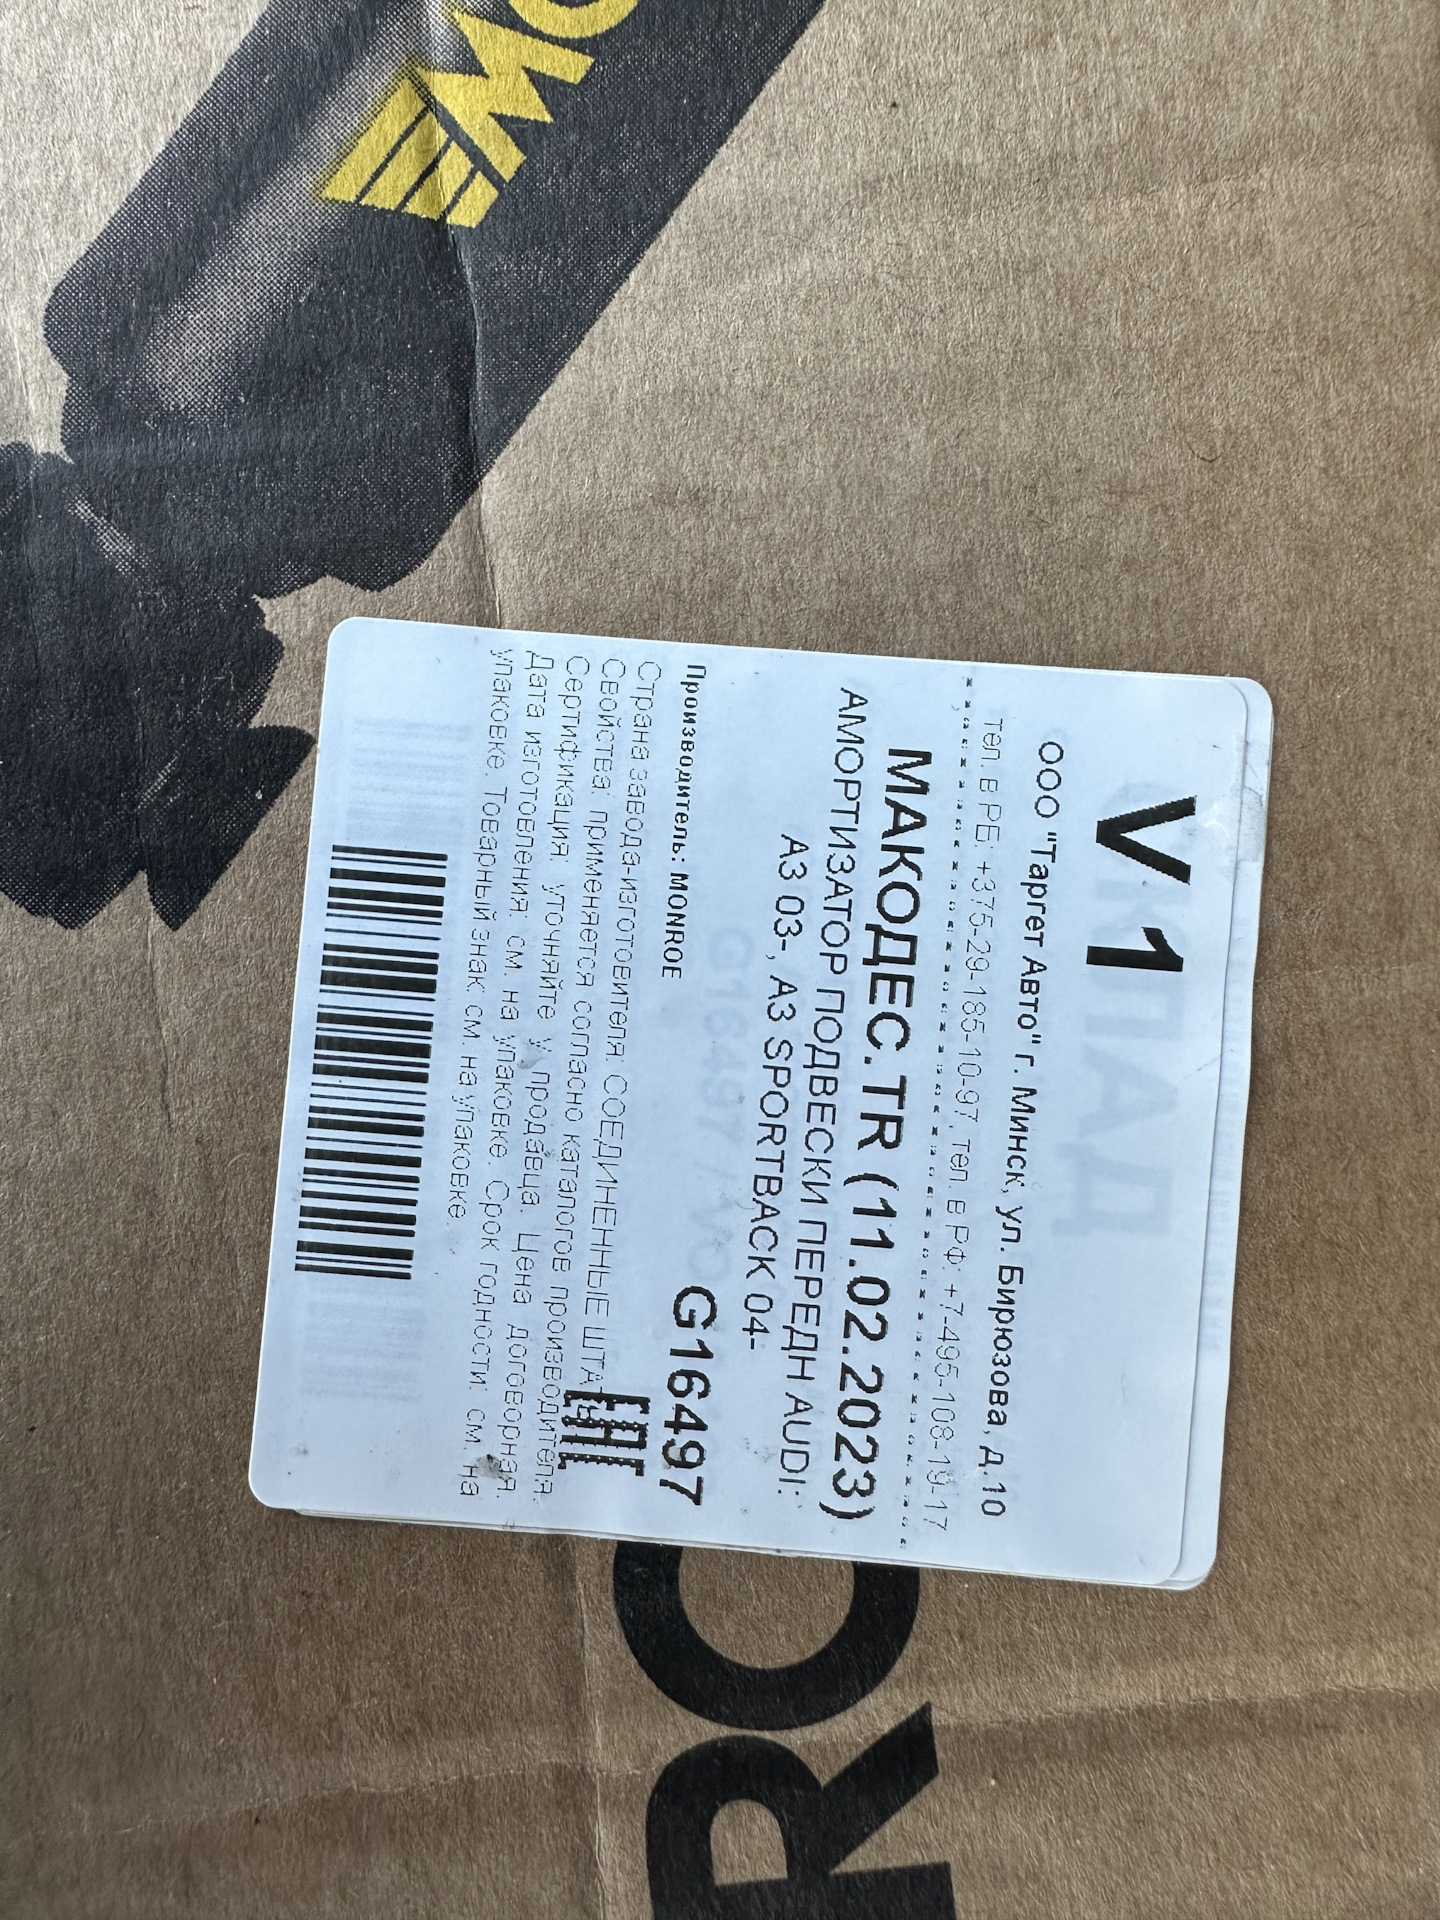 V 1
ООО "Таргет Авто" г. Минск, ул. Бирюзова, д.10
тел. в РБ: +375-29-185-10-97, тел. в РФ: +7-495-108-19-17
МАКОДЕС.TR (11.02.2023)
АМОРТИЗАТОР ПОДВЕСКИ ПЕРЕДН AUDI:
A3 03-, A3 SPORTBACK 04-
G16497
Производитель: MONROE
Страна завода-изготовителя: СОЕДИНЕННЫЕ ШТАТЫ
Свойства: применяется согласно каталогов производителя.
Сертификация: уточняйте у продавца. Цена договорная.
Дата изготовления: см. на упаковке. Срок годности: см. на
упаковке. Товарный знак: см. на упаковке.
EAC